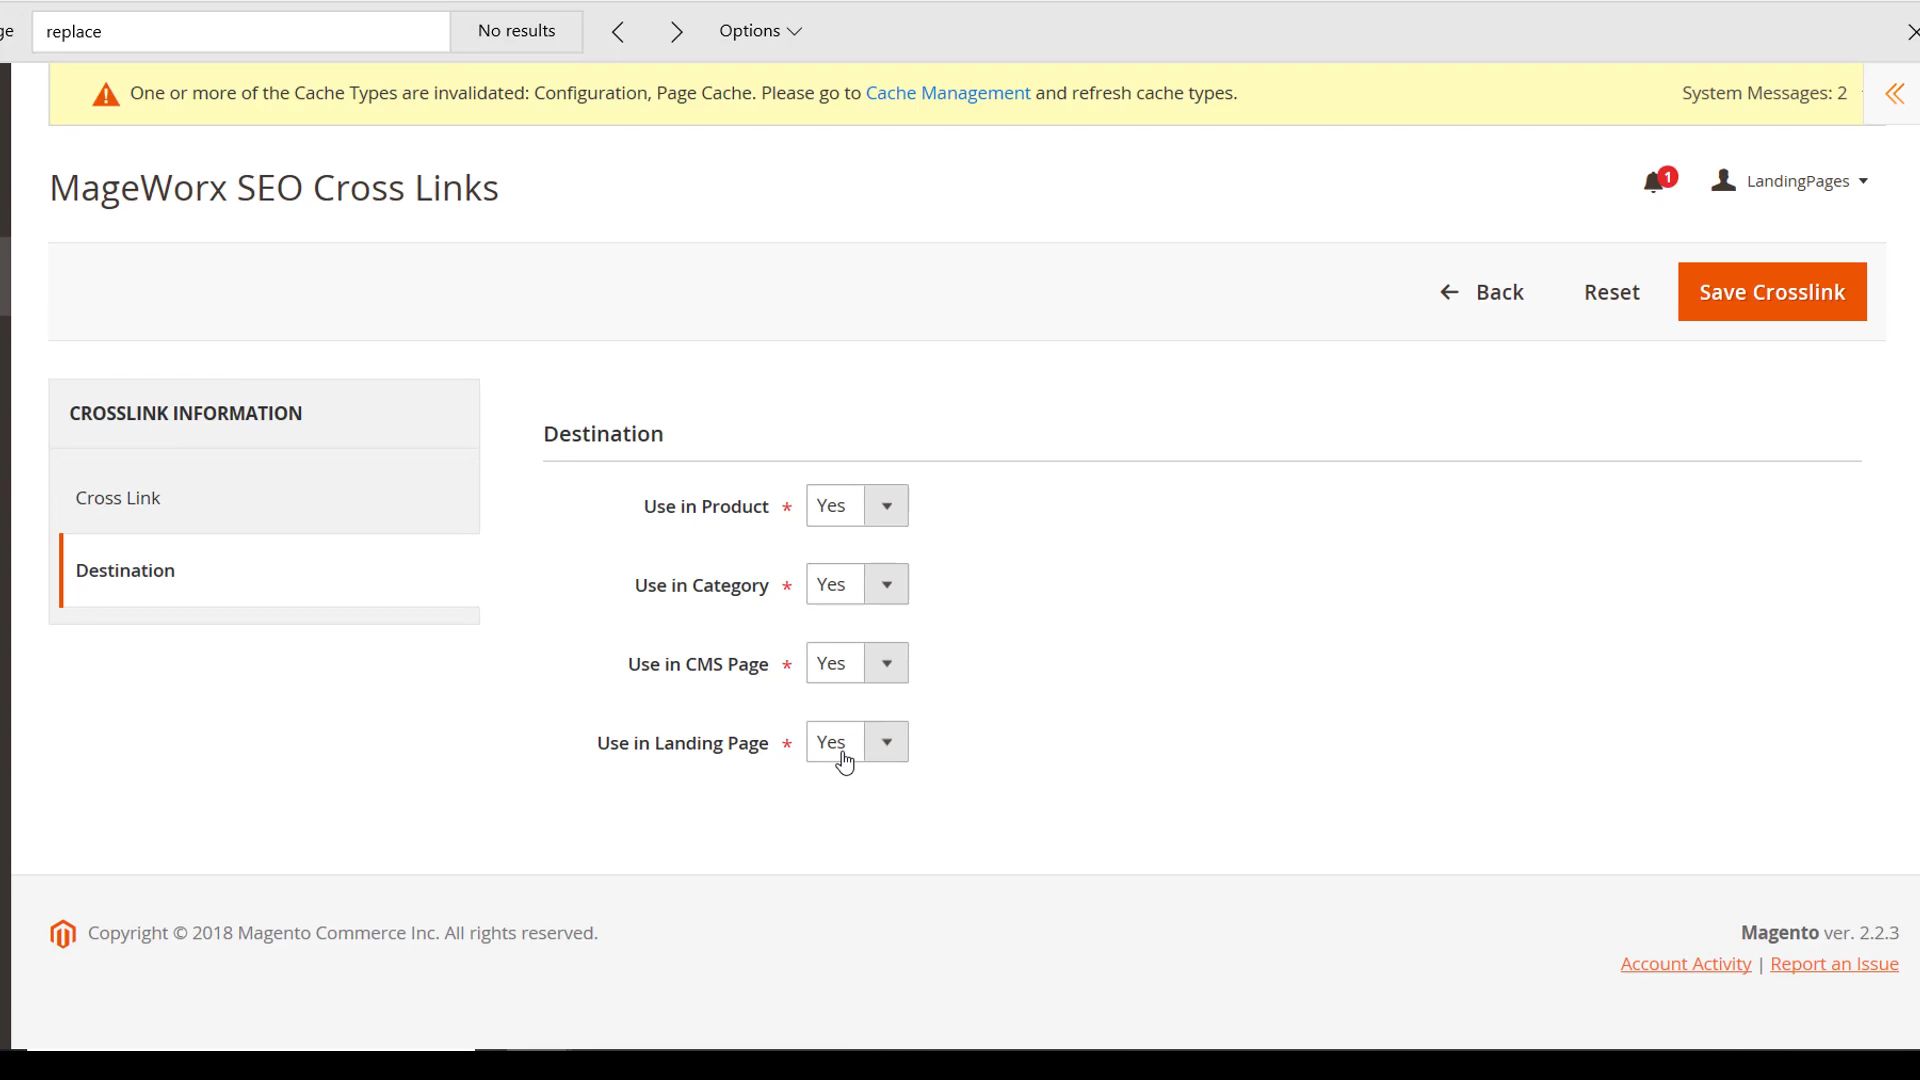 ge replace No results Options
One or more of the Cache Types are invalidated: Configuration, Page Cache. Please go to Cache Management and refresh cache types. System Messages: 2
MageWorx SEO Cross Links
1 LandingPages
Back Reset Save Crosslink
CROSSLINK INFORMATION
Cross Link
Destination
Destination
Use in Product * Yes
Use in Category * Yes
Use in CMS Page * Yes
Use in Landing Page * Yes
Copyright © 2018 Magento Commerce Inc. All rights reserved.
Magento ver. 2.2.3
Account Activity | Report an Issue